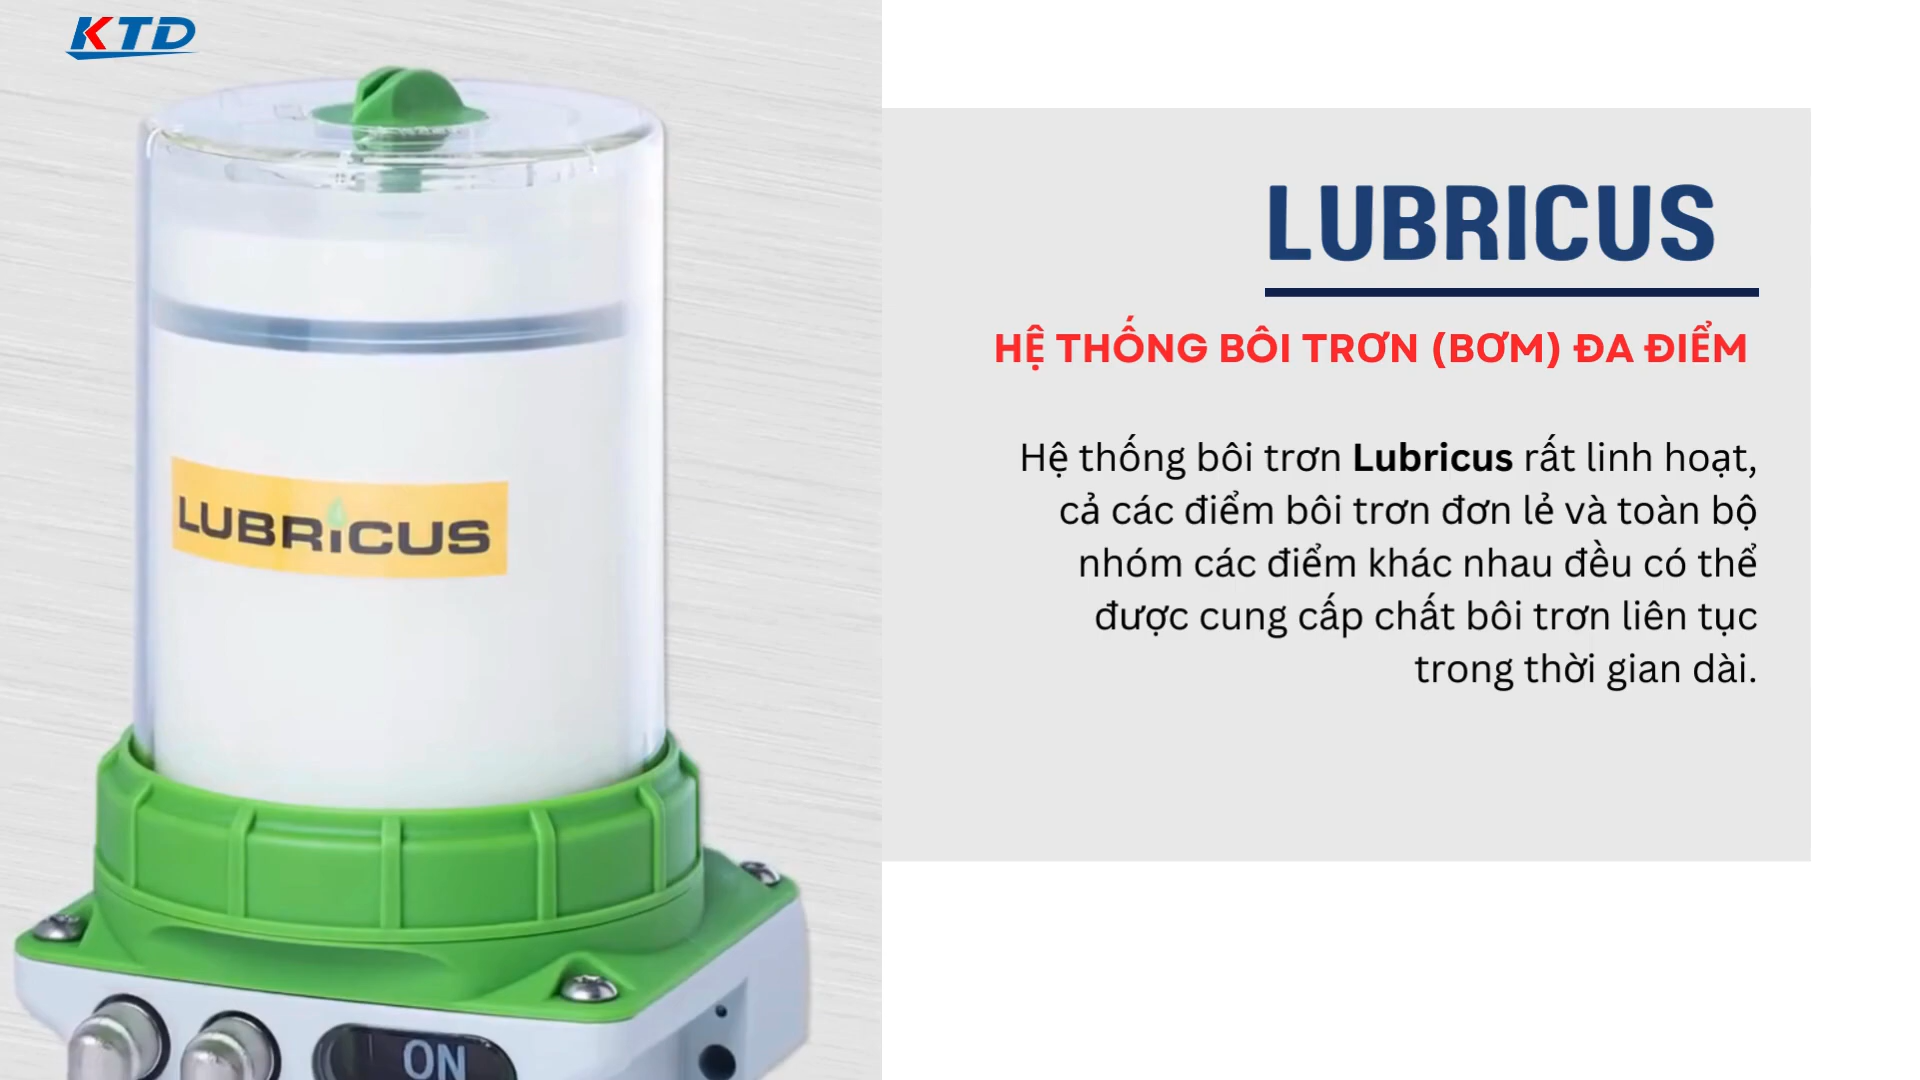 KTD
LUBRICUS
HỆ THỐNG BÔI TRƠN (BƠM) ĐA ĐIỂM
Hệ thống bôi trơn Lubricus rất linh hoạt,
cả các điểm bôi trơn đơn lẻ và toàn bộ
nhóm các điểm khác nhau đều có thể
được cung cấp chất bôi trơn liên tục
trong thời gian dài.
LUBRiCUS
ON